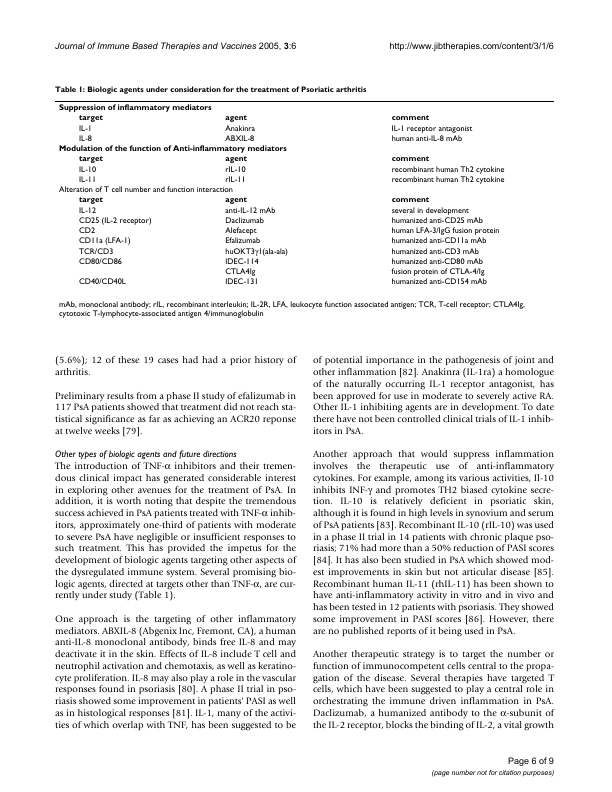 Journal of Immune Based Therapies and Vaccines 2005, 3:6 http://www.jibtherapies.com/content/3/1/6
Table 1: Biologic agents under consideration for the treatment of Psoriatic arthritis
Suppression of inflammatory mediators
target agent comment
IL-1 Anakinra IL-1 receptor antagonist
IL-8 ABXIL-8 human anti-IL-8 mAb
Modulation of the function of Anti-inflammatory mediators
target agent comment
IL-10 rIL-10 recombinant human Th2 cytokine
IL-11 rIL-11 recombinant human Th2 cytokine
Alteration of T cell number and function interaction
target agent comment
IL-12 anti-IL-12 mAb several in development
CD25 (IL-2 receptor) Daclizumab humanized anti-CD25 mAb
CD2 Alefacept human LFA-3/IgG fusion protein
CD11a (LFA-1) Efalizumab humanized anti-CD11a mAb
TCR/CD3 huOKT3γ1(ala-ala) humanized anti-CD3 mAb
CD80/CD86 IDEC-114 humanized anti-CD80 mAb
CTLA4Ig fusion protein of CTLA-4/Ig
CD40/CD40L IDEC-131 humanized anti-CD154 mAb
mAb, monoclonal antibody; rIL, recombinant interleukin; IL-2R, LFA, leukocyte function associated antigen; TCR, T-cell receptor; CTLA4Ig,
cytotoxic T-lymphocyte-associated antigen 4/immunoglobulin
(5.6%); 12 of these 19 cases had had a prior history of
arthritis.
Preliminary results from a phase II study of efalizumab in
117 PsA patients showed that treatment did not reach sta-
tistical significance as far as achieving an ACR20 reponse
at twelve weeks [79].
Other types of biologic agents and future directions
The introduction of TNF-α inhibitors and their tremen-
dous clinical impact has generated considerable interest
in exploring other avenues for the treatment of PsA. In
addition, it is worth noting that despite the tremendous
success achieved in PsA patients treated with TNF-α inhib-
itors, approximately one-third of patients with moderate
to severe PsA have negligible or insufficient responses to
such treatment. This has provided the impetus for the
development of biologic agents targeting other aspects of
the dysregulated immune system. Several promising bio-
logic agents, directed at targets other than TNF-α, are cur-
rently under study (Table 1).
One approach is the targeting of other inflammatory
mediators. ABXIL-8 (Abgenix Inc, Fremont, CA), a human
anti-IL-8 monoclonal antibody, binds free IL-8 and may
deactivate it in the skin. Effects of IL-8 include T cell and
neutrophil activation and chemotaxis, as well as keratino-
cyte proliferation. IL-8 may also play a role in the vascular
responses found in psoriasis [80]. A phase II trial in pso-
riasis showed some improvement in patients' PASI as well
as in histological responses [81]. IL-1, many of the activi-
ties of which overlap with TNF, has been suggested to be
of potential importance in the pathogenesis of joint and
other inflammation [82]. Anakinra (IL-1ra) a homologue
of the naturally occurring IL-1 receptor antagonist, has
been approved for use in moderate to severely active RA.
Other IL-1 inhibiting agents are in development. To date
there have not been controlled clinical trials of IL-1 inhib-
itors in PsA.
Another approach that would suppress inflammation
involves the therapeutic use of anti-inflammatory
cytokines. For example, among its various activities, Il-10
inhibits INF-γ and promotes TH2 biased cytokine secre-
tion. IL-10 is relatively deficient in psoriatic skin,
although it is found in high levels in synovium and serum
of PsA patients [83]. Recombinant IL-10 (rIL-10) was used
in a phase II trial in 14 patients with chronic plaque pso-
riasis; 71% had more than a 50% reduction of PASI scores
[84]. It has also been studied in PsA which showed mod-
est improvements in skin but not articular disease [85].
Recombinant human IL-11 (rhIL-11) has been shown to
have anti-inflammatory activity in vitro and in vivo and
has been tested in 12 patients with psoriasis. They showed
some improvement in PASI scores [86]. However, there
are no published reports of it being used in PsA.
Another therapeutic strategy is to target the number or
function of immunocompetent cells central to the propa-
gation of the disease. Several therapies have targeted T
cells, which have been suggested to play a central role in
orchestrating the immune driven inflammation in PsA.
Daclizumab, a humanized antibody to the α-subunit of
the IL-2 receptor, blocks the binding of IL-2, a vital growth
Page 6 of 9
(page number not for citation purposes)